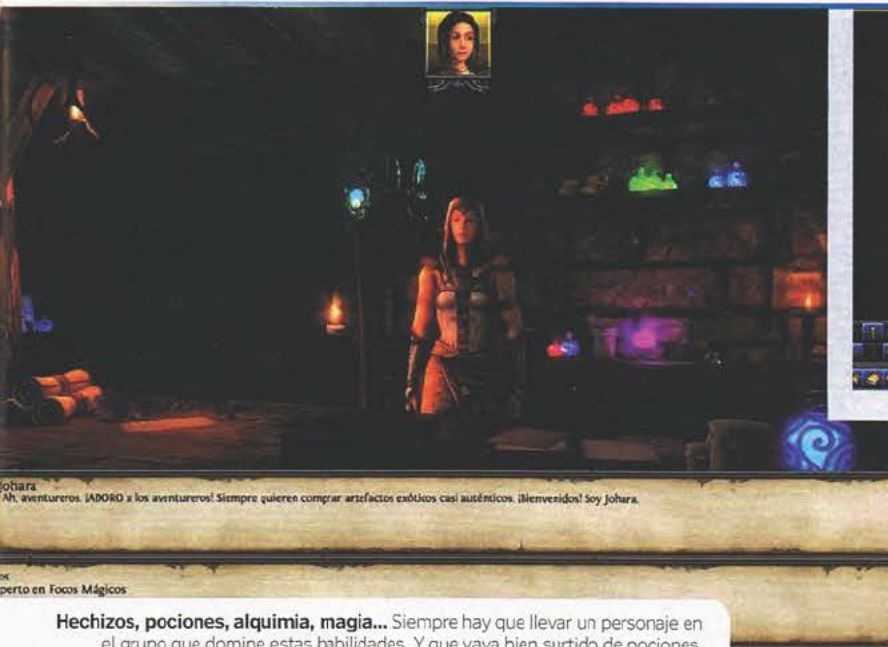 Johara
Ah, aventureros. ¡ADORO a los aventureros! Siempre quieren comprar artefactos exóticos casi auténticos. ¡Bienvenidos! Soy Johara.
perto en Focos Mágicos
Hechizos, pociones, alquimia, magia... Siempre hay que llevar un personaje en
el grupo que domine estas habilidades. Y que vaya bien surtido de pociones.